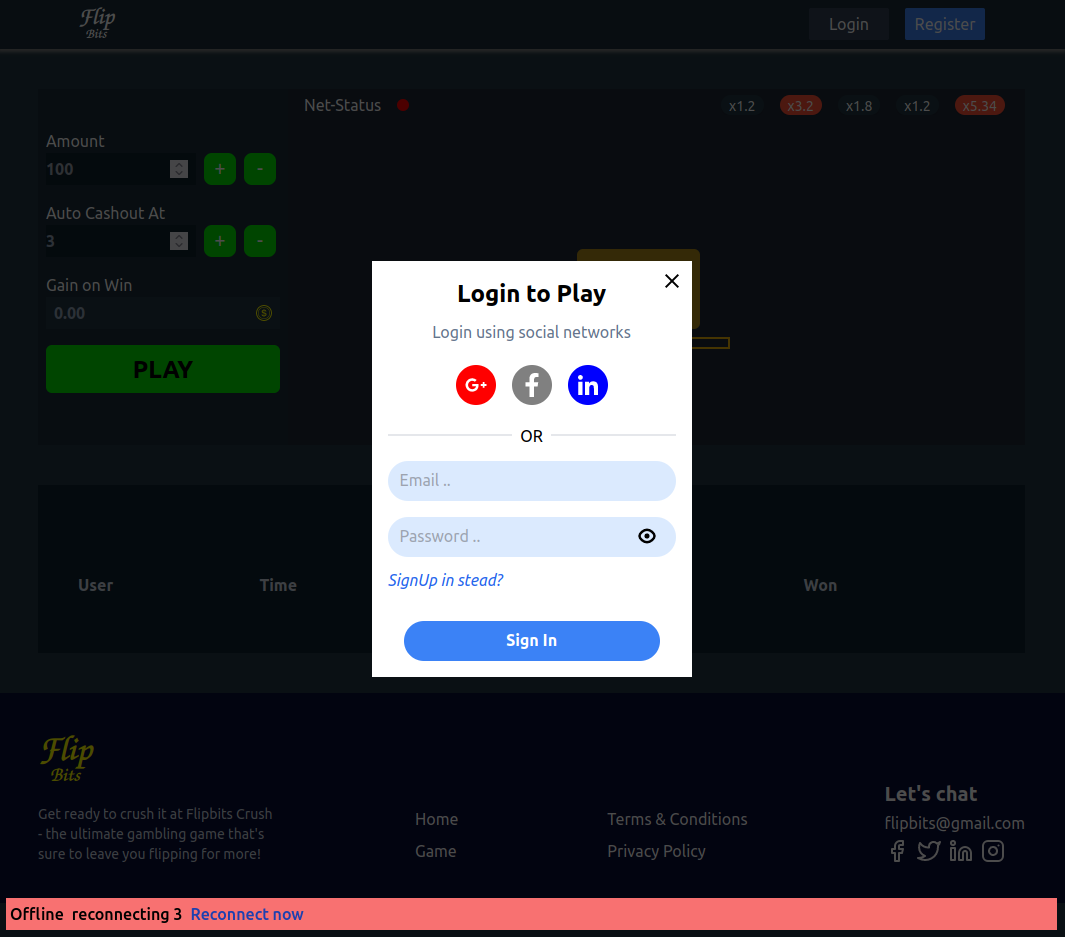 Flip
Bits
Login
Register
Net-Status
x1.2
x3.2
x1.8
x1.2
x5.34
Amount
100
+
-
Auto Cashout At
3
+
-
Gain on Win
0.00
PLAY
Login to Play
Login using social networks
G+
f
in
OR
Email ..
Password ..
SignUp in stead?
Sign In
User
Time
Won
Flip
Bits
Get ready to crush it at Flipbits Crush
- the ultimate gambling game that's
sure to leave you flipping for more!
Home
Game
Terms & Conditions
Privacy Policy
Let's chat
flipbits@gmail.com
Offline reconnecting 3 Reconnect now